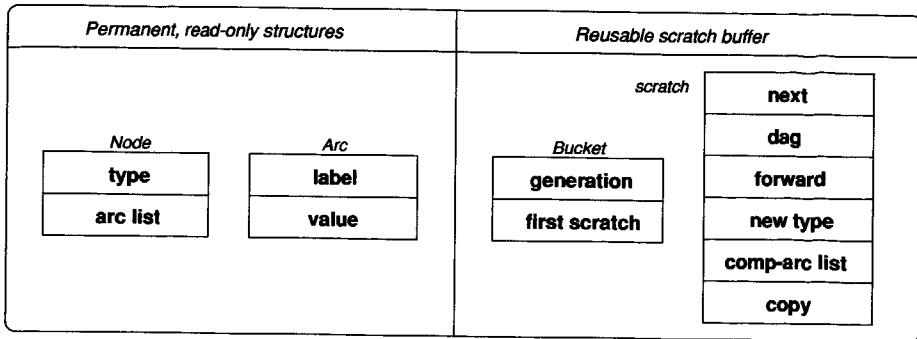 Permanent, read-only structures
Reusable scratch buffer
Node
type
arc list
Arc
label
value
Bucket
generation
first scratch
scratch
next
dag
forward
new type
comp-arc list
copy